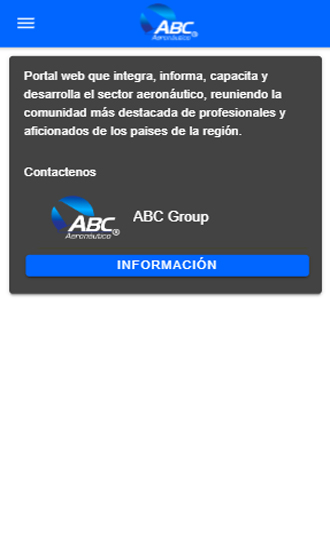 ABC
Aeronáutico®
Portal web que integra, informa, capacita y
desarrolla el sector aeronáutico, reuniendo la
comunidad más destacada de profesionales y
aficionados de los paises de la región.
Contactenos
ABC
Aeronáutico®
ABC Group
INFORMACIÓN